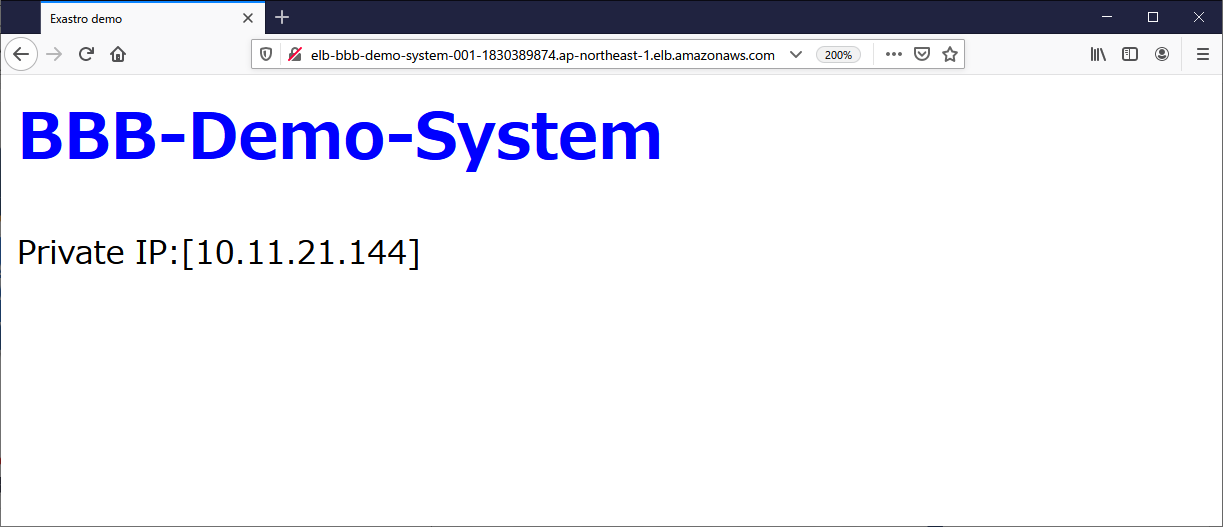 Exastro demo
elb-bbb-demo-system-001-1830389874.ap-northeast-1.elb.amazonaws.com
200%
BBB-Demo-System
Private IP:[10.11.21.144]